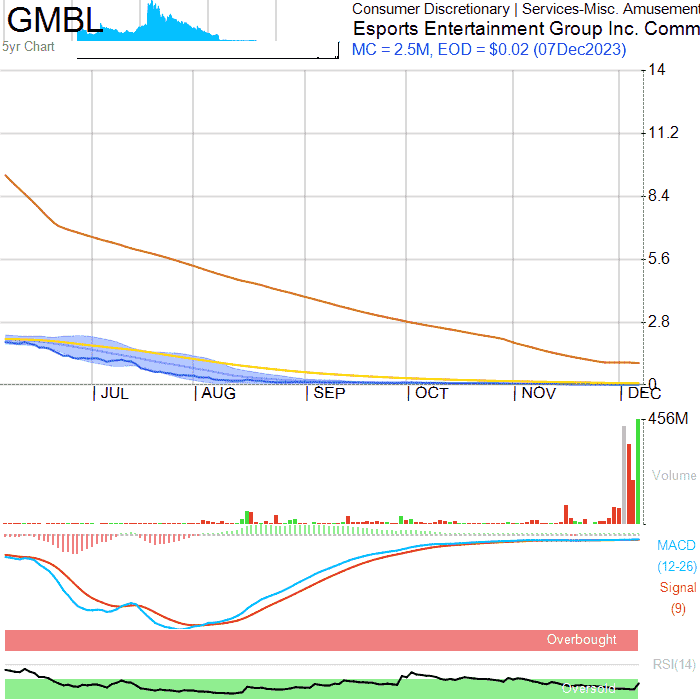 GMBL
Consumer Discretionary | Services-Misc. Amusement
Esports Entertainment Group Inc. Comm
5yr Chart
MC = 2.5M, EOD = $0.02 (07Dec2023)
14
11.2
8.4
5.6
2.8
0
JUL
AUG
SEP
OCT
NOV
DEC
456M
Volume
MACD
(12-26)
Signal
(9)
Overbought
RSI(14)
Oversold